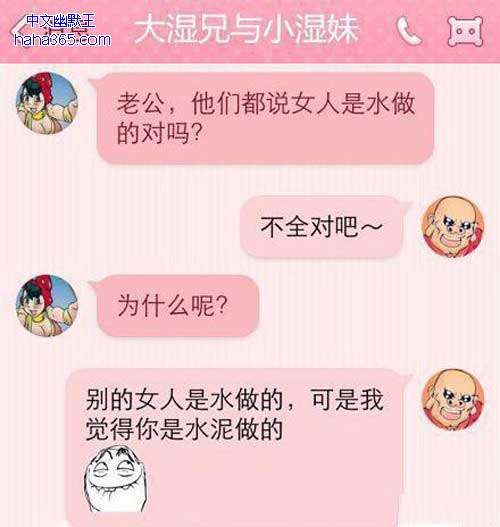 中文幽默王
haha365.com
大湿兄与小湿妹
老公，他们都说女人是水做
的对吗？
不全对吧～
为什么呢？
别的女人是水做的，可是我
觉得你是水泥做的